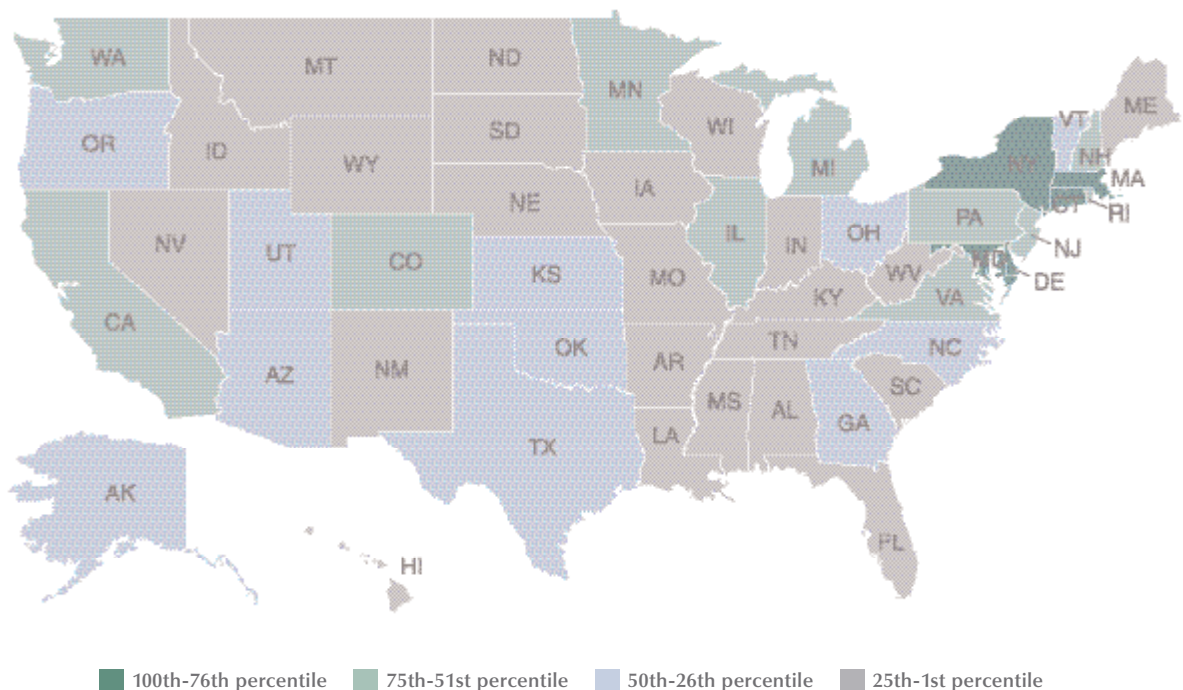 WA
MT
ND
MN
ME
VT
OR
ID
SD
WI
NY
NH
WY
MI
MA
IA
NE
CT
RI
PA
NV
UT
CO
IL
IN
OH
NJ
KS
MO
WV
MD
DE
KY
VA
CA
OK
TN
NC
AZ
NM
AR
SC
MS
AL
GA
TX
LA
AK
FL
HI
100th-76th percentile 75th-51st percentile 50th-26th percentile 25th-1st percentile